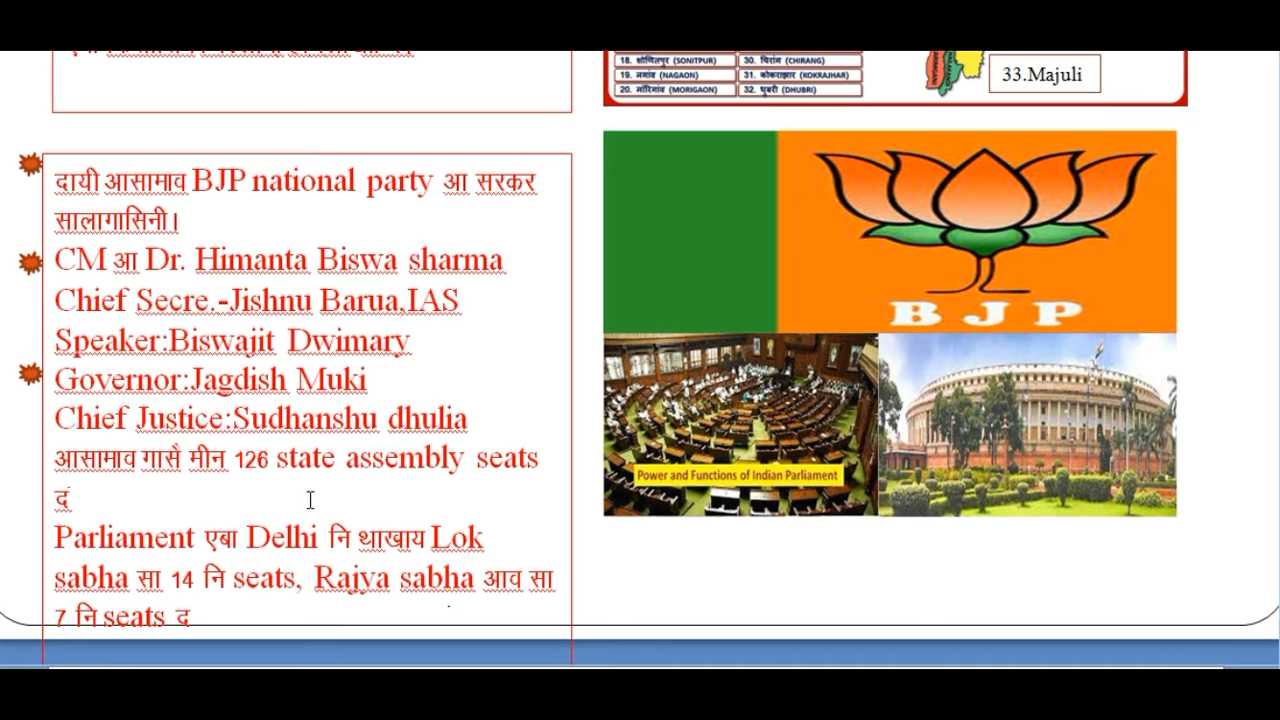 18. शोणितपुर (SONITPUR)
30. चिरांग (CHIRANG)
19. नगांव (NAGAON)
31. कोकराझार (KOKRAJHAR)
20. मॉरिगांव (MORIGAON)
32. धुबरी (DHUBRI)
33.Majuli
दायी आसामाव BJP national party आ सरकर
सालागासिनी।
CM आ Dr. Himanta Biswa sharma
Chief Secre.-Jishnu Barua,IAS
Speaker:Biswajit Dwimary
Governor:Jagdish Muki
Chief Justice:Sudhanshu dhulia
आसामाव गासै मीन 126 state assembly seats
दं
Parliament एबा Delhi नि थाखाय Lok
sabha सा 14 नि seats, Rajya sabha आव सा
7 नि seats द
BJP
Power and Functions of Indian Parliament